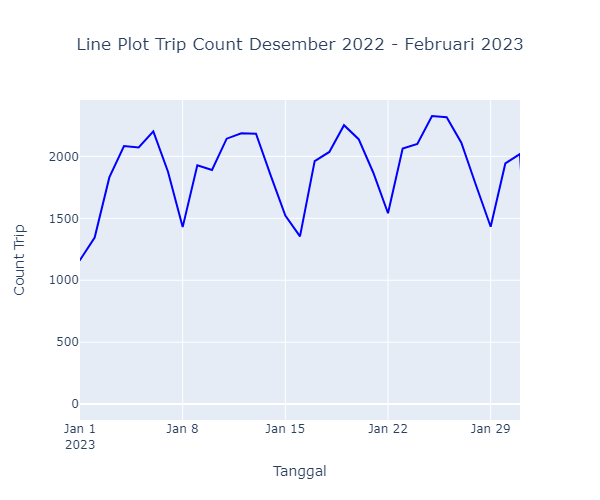 Line Plot Trip Count Desember 2022 - Februari 2023
Count Trip
2000
1500
1000
500
0
Jan 1 Jan 8 Jan 15 Jan 22 Jan 29
2023
Tanggal